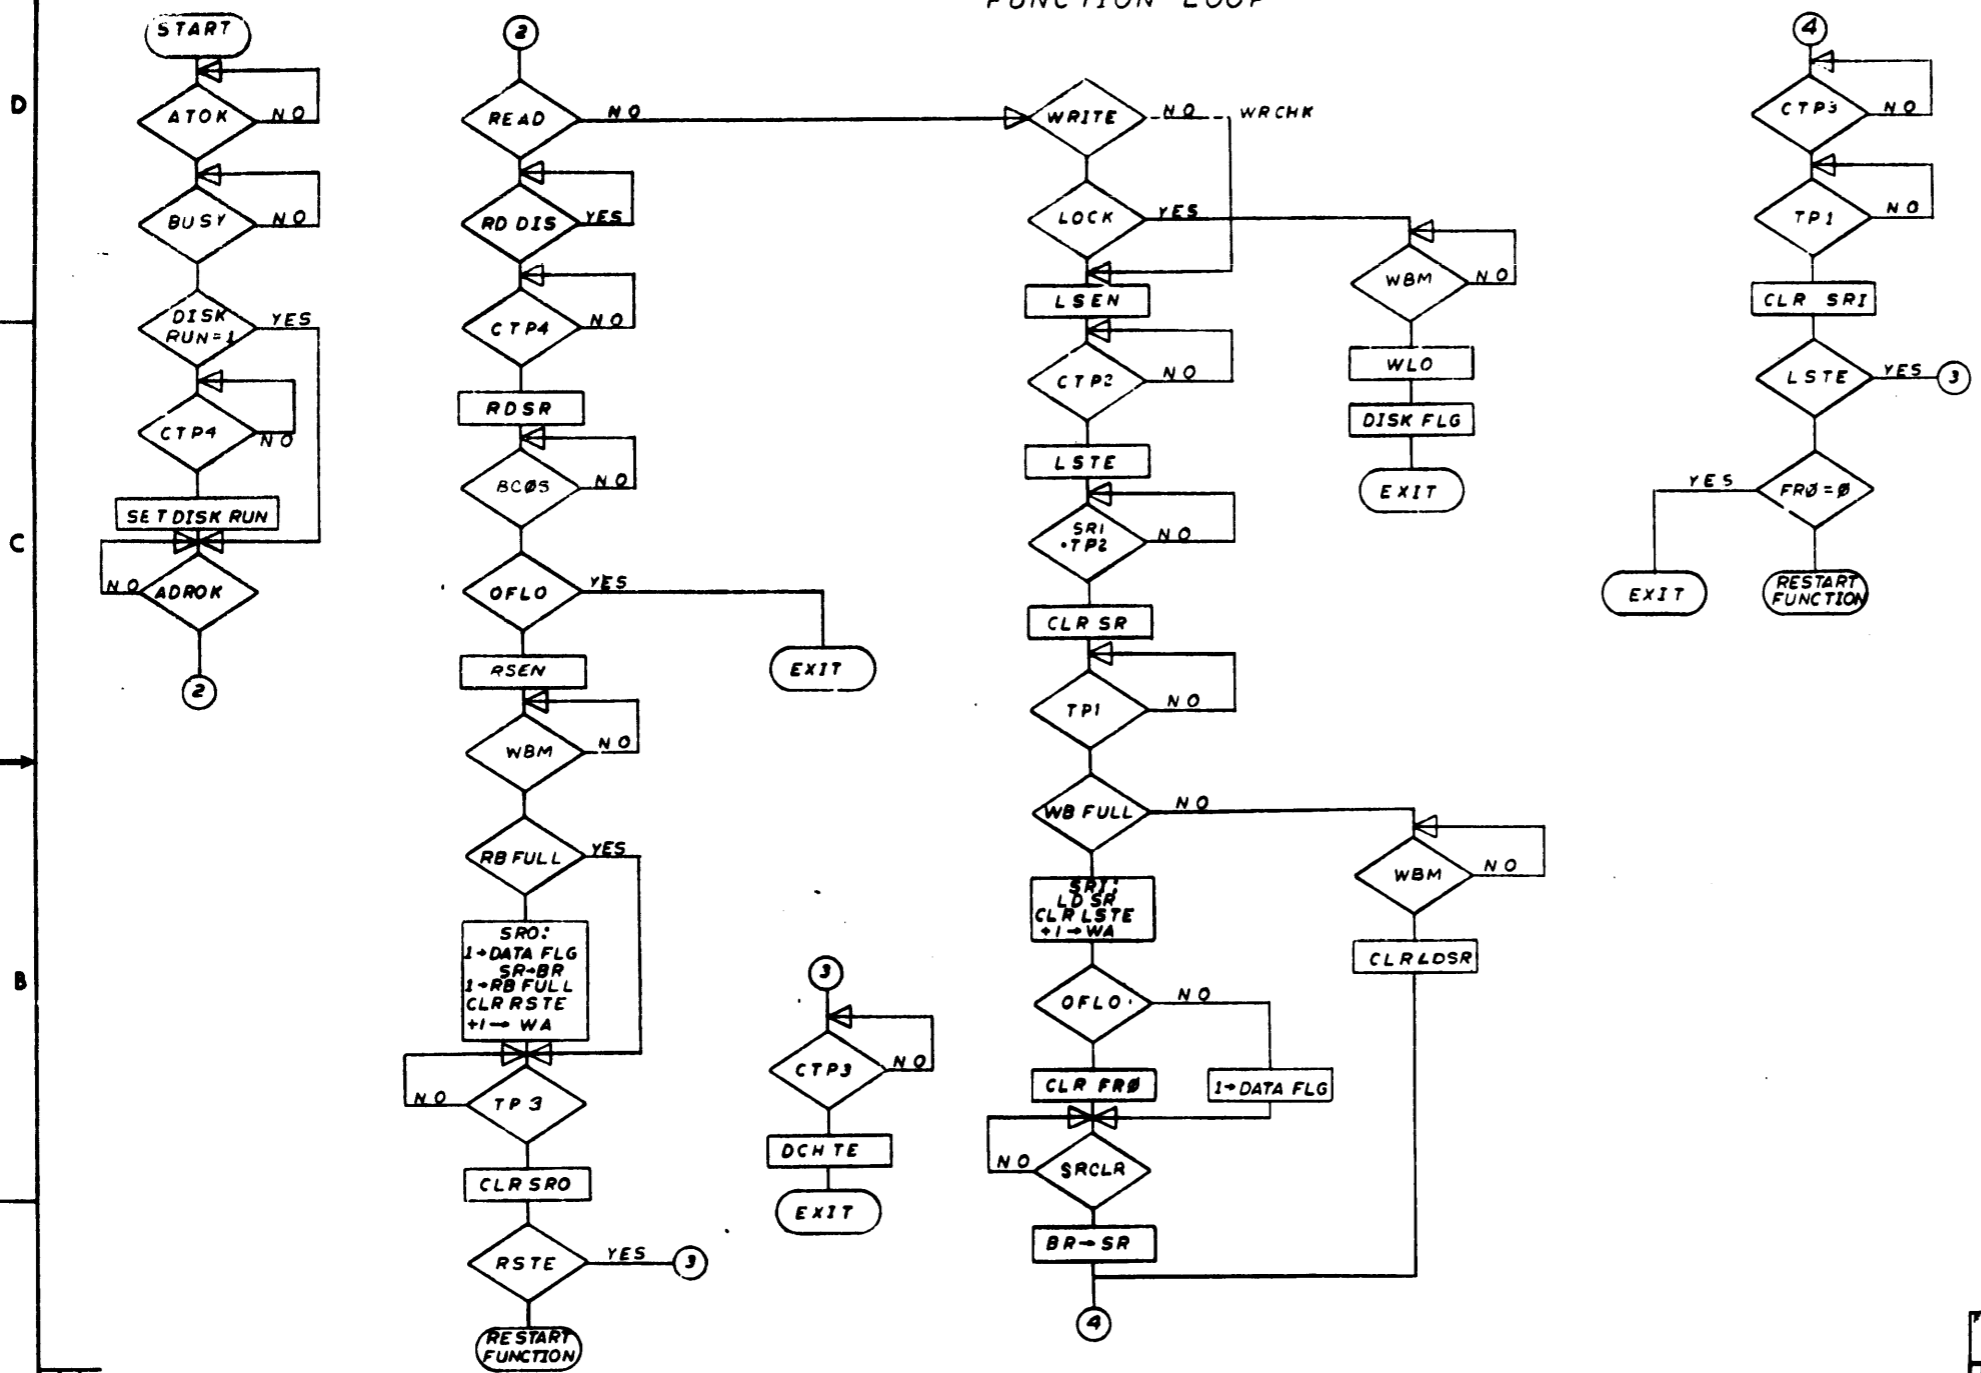 FUNCTION LOOP
D
C
B
START
ATOK
NO
BUSY
NO
DISK
RUN=1
YES
CTP4
NO
SET DISK RUN
NO
ADROK
2
2
READ
NO
RD DIS
YES
CTP4
NO
RDSR
BCØS
NO
OFLO
YES
EXIT
RSEN
WBM
NO
RB FULL
YES
SRO:
1→DATA FLG
SR→BR
1→RB FULL
CLR RSTE
+1→ WA
NO
TP3
CLR SRO
RSTE
YES
3
RESTART
FUNCTION
3
CTP3
NO
DCHTE
EXIT
WRITE
NO
WRCHK
LOCK
YES
WBM
NO
WLO
DISK FLG
EXIT
LSEN
CTP2
NO
LSTE
SRI
•TP2
NO
CLR SR
TP1
NO
WB FULL
NO
WBM
NO
CLR LDSR
SRI:
LDSR
CLR LSTE
+1→WA
OFLO
NO
CLR FRØ
1→DATA FLG
NO
SRCLR
BR→SR
4
4
CTP3
NO
TP1
NO
CLR SRI
LSTE
YES
3
YES
FRØ=Ø
EXIT
RESTART
FUNCTION